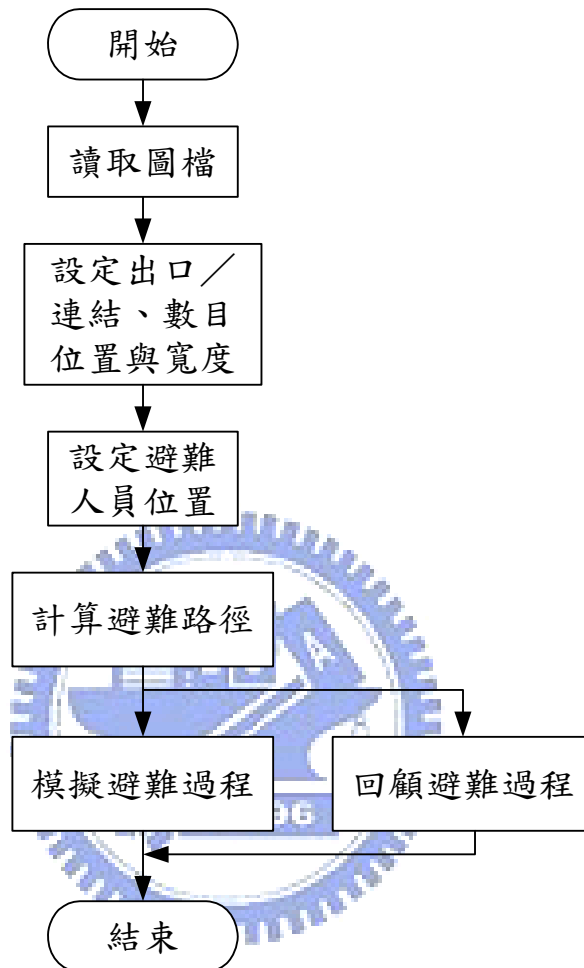 開始
讀取圖檔
設定出口／
連結、數目
位置與寬度
設定避難
人員位置
計算避難路徑
模擬避難過程
回顧避難過程
結束